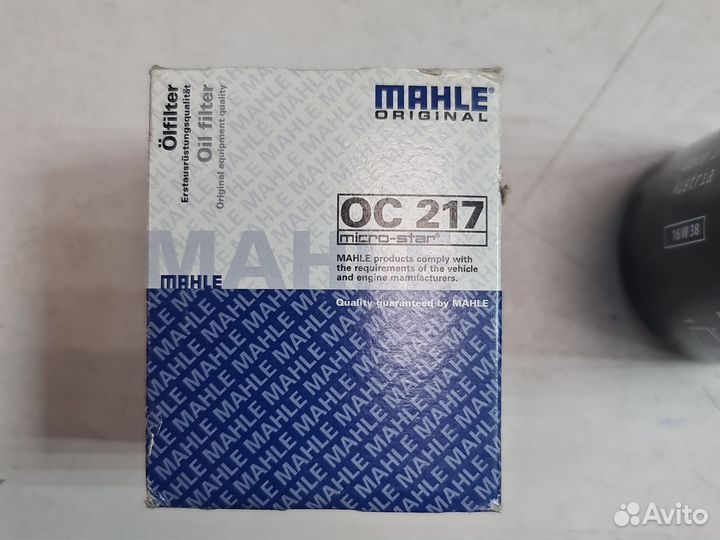 Ölfilter
Erstausrüstungsqualität
Oil filter
Original equipment quality
MAHLE®
ORIGINAL
OC 217
micro-star®
MAHLE products comply with
the requirements of the vehicle
and engine manufacturers.
MAHLE
Quality guaranteed by MAHLE
Austria
16W38
Avito